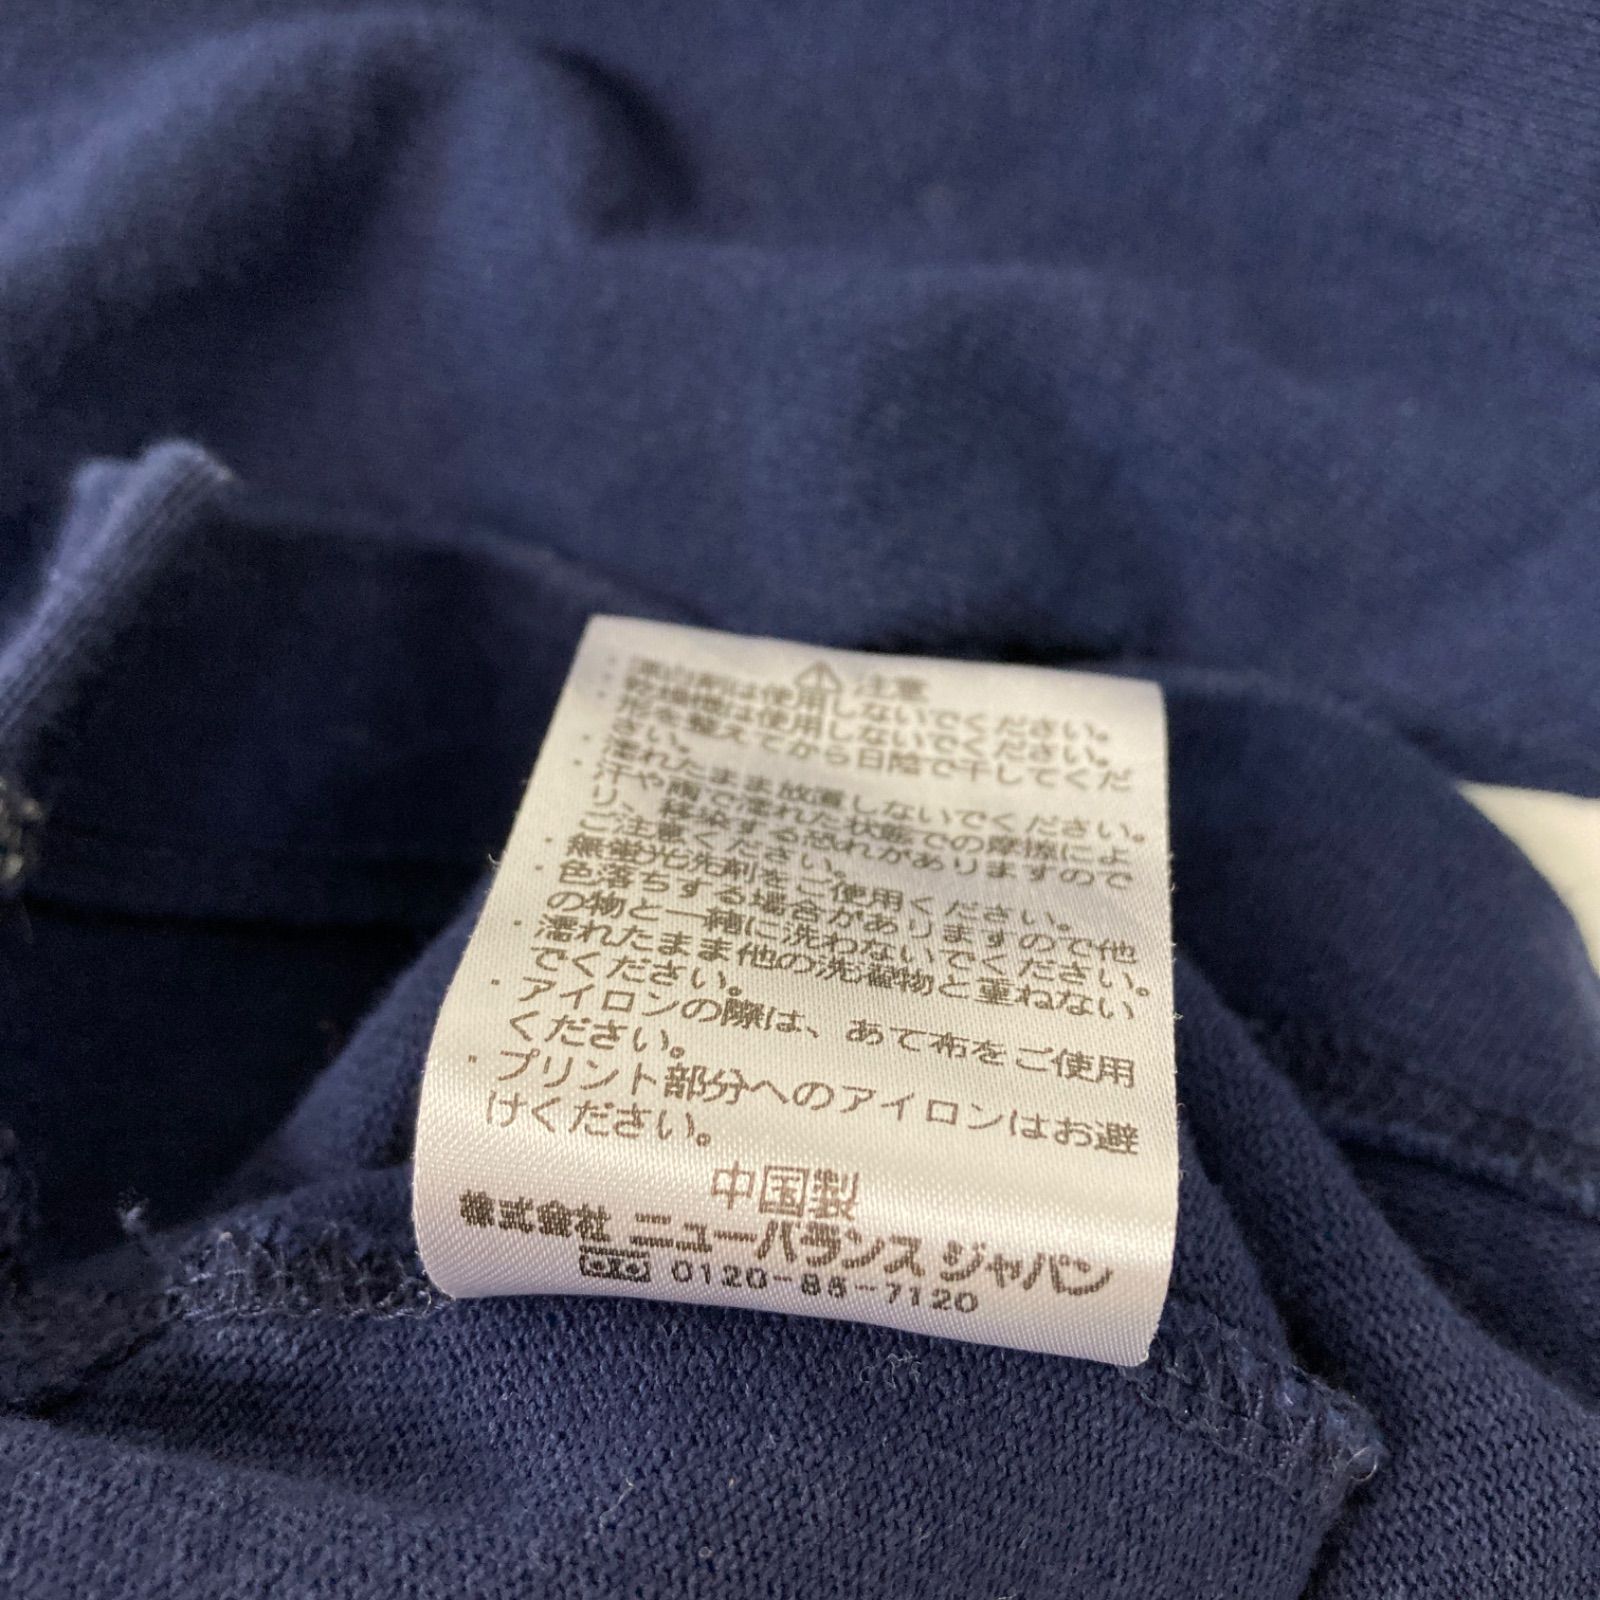 ⚠ 注意
・漂白剤は使用しないでください。
・乾燥機は使用しないでください。
形を整えてから日陰で干してくだ
さい。
・濡れたまま放置しないでください。
・汗や雨で濡れた状態での摩擦によ
り、移染する恐れがありますので
ご注意ください。
・無蛍光洗剤をご使用ください。
・色落ちする場合がありますので他
の物と一緒に洗わないでください。
・濡れたまま他の洗濯物と重ねない
でください。
・アイロンの際は、あて布をご使用
ください。
・プリント部分へのアイロンはお避
けください。
中国製
株式会社 ニューバランス ジャパン
0120-85-7120